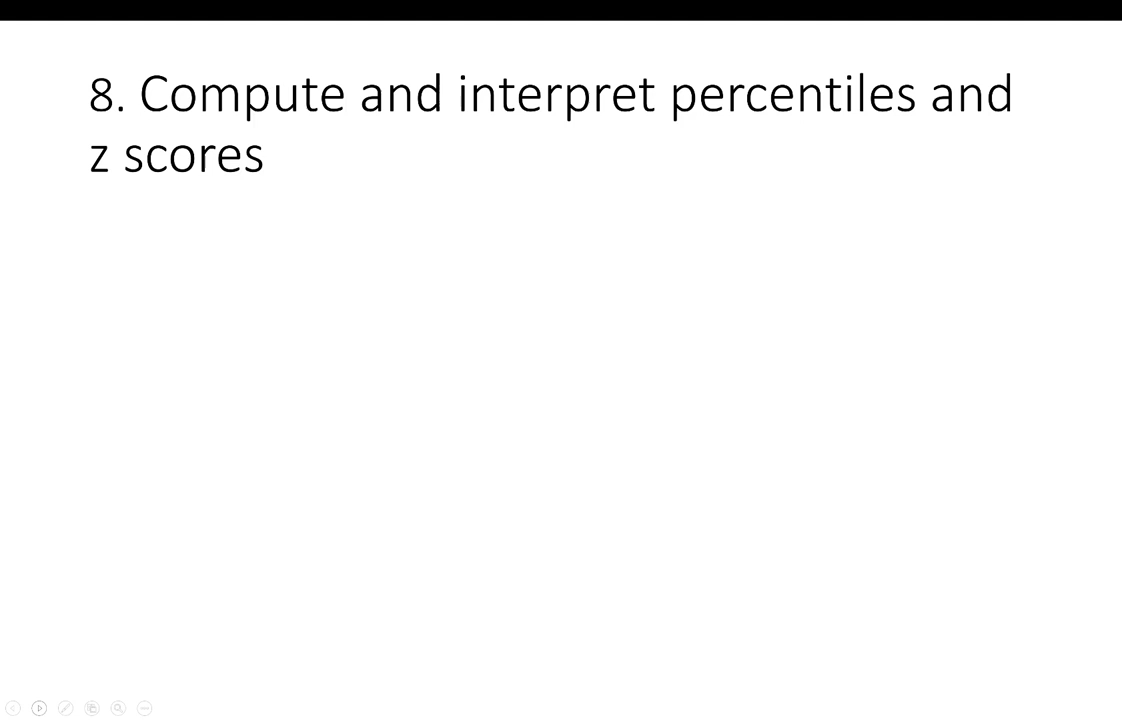 8. Compute and interpret percentiles and
z scores